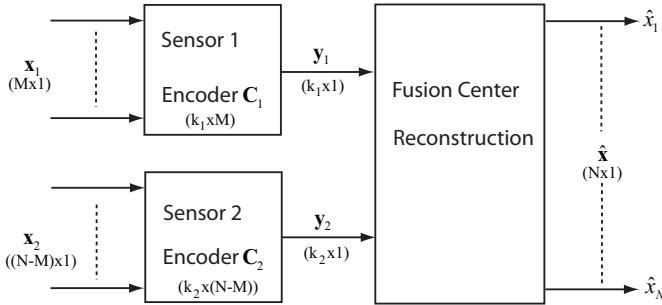 x₁
(Mx1)
Sensor 1
Encoder C₁
(k₁xM)
y₁
(k₁x1)
x₂
((N-M)x1)
Sensor 2
Encoder C₂
(k₂x(N-M))
y₂
(k₂x1)
Fusion Center
Reconstruction
x̂₁
x̂
(Nx1)
x̂_N